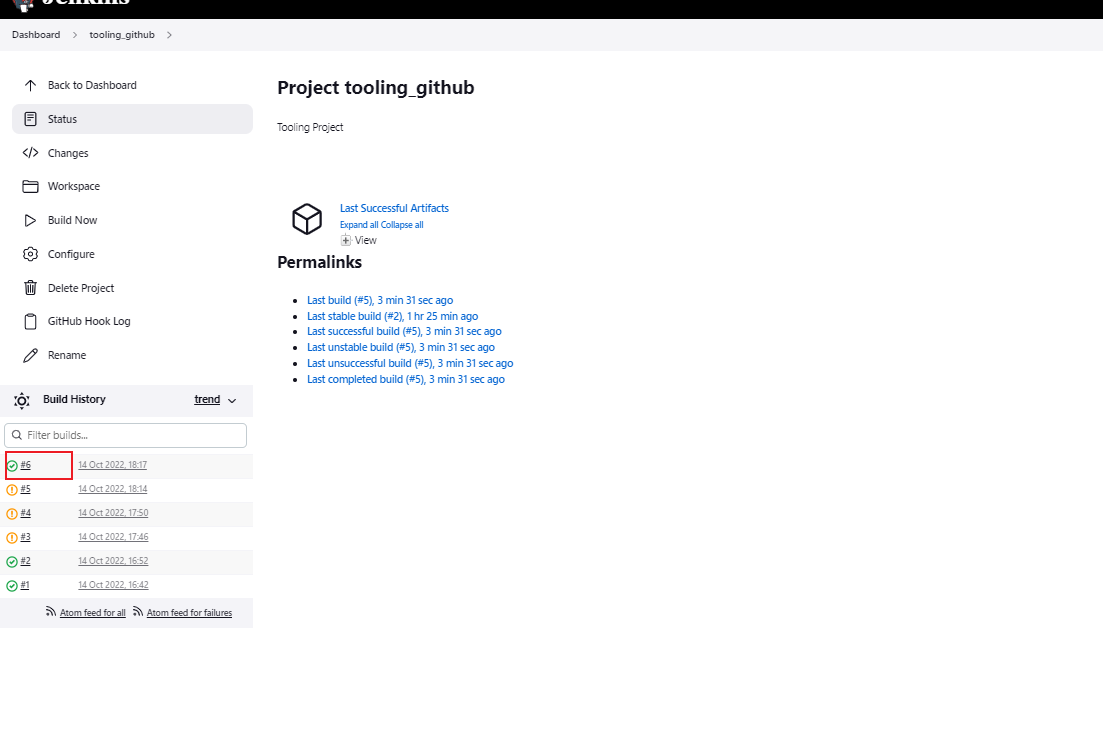 Jenkins
Dashboard
tooling_github
Back to Dashboard
Status
Changes
Workspace
Build Now
Configure
Delete Project
GitHub Hook Log
Rename
Build History trend
Filter builds...
#6 14 Oct 2022, 18:17
#5 14 Oct 2022, 18:14
#4 14 Oct 2022, 17:50
#3 14 Oct 2022, 17:46
#2 14 Oct 2022, 16:52
#1 14 Oct 2022, 16:42
Atom feed for all Atom feed for failures
Project tooling_github
Tooling Project
Last Successful Artifacts
Expand all Collapse all
View
Permalinks
Last build (#5), 3 min 31 sec ago
Last stable build (#2), 1 hr 25 min ago
Last successful build (#5), 3 min 31 sec ago
Last unstable build (#5), 3 min 31 sec ago
Last unsuccessful build (#5), 3 min 31 sec ago
Last completed build (#5), 3 min 31 sec ago